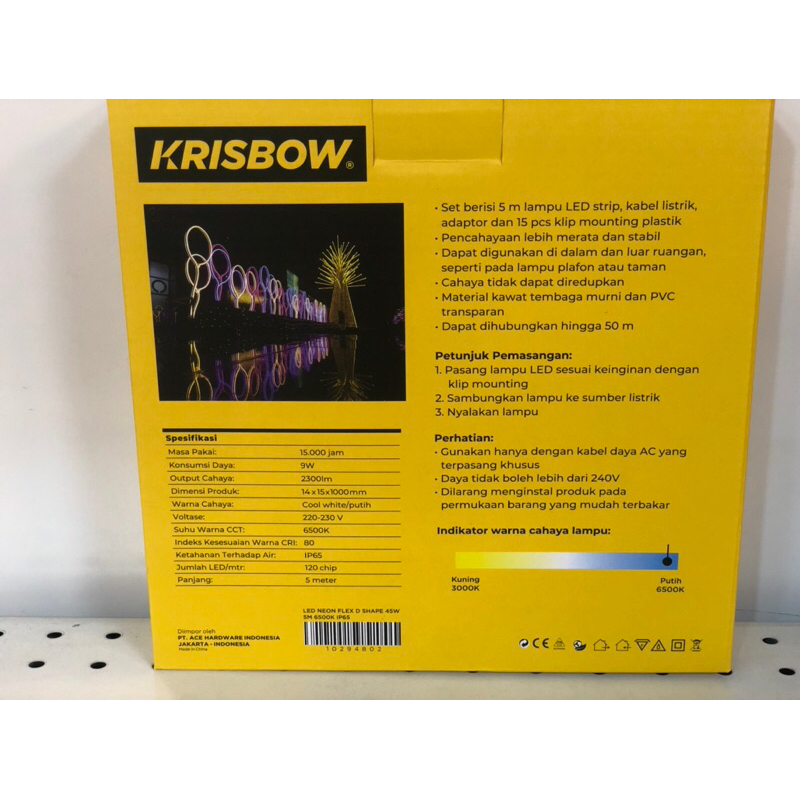 KRISBOW®
• Set berisi 5 m lampu LED strip, kabel listrik,
adaptor dan 15 pcs klip mounting plastik
• Pencahayaan lebih merata dan stabil
• Dapat digunakan di dalam dan luar ruangan,
seperti pada lampu plafon atau taman
• Cahaya tidak dapat diredupkan
• Material kawat tembaga murni dan PVC
transparan
• Dapat dihubungkan hingga 50 m
Petunjuk Pemasangan:
1. Pasang lampu LED sesuai keinginan dengan
klip mounting
2. Sambungkan lampu ke sumber listrik
3. Nyalakan lampu
Perhatian:
• Gunakan hanya dengan kabel daya AC yang
terpasang khusus
• Daya tidak boleh lebih dari 240V
• Dilarang menginstal produk pada
permukaan barang yang mudah terbakar
Indikator warna cahaya lampu:
Kuning Putih
3000K 6500K
Spesifikasi
Masa Pakai: 15.000 jam
Konsumsi Daya: 9W
Output Cahaya: 2300lm
Dimensi Produk: 14x15x1000mm
Warna Cahaya: Cool white/putih
Voltase: 220-230 V
Suhu Warna CCT: 6500K
Indeks Kesesuaian Warna CRI: 80
Ketahanan Terhadap Air: IP65
Jumlah LED/mtr: 120 chip
Panjang: 5 meter
LED NEON FLEX D SHAPE 45W
5M 6500K IP65
10294802
Diimpor oleh
PT. ACE HARDWARE INDONESIA
JAKARTA - INDONESIA
Made in China
CE